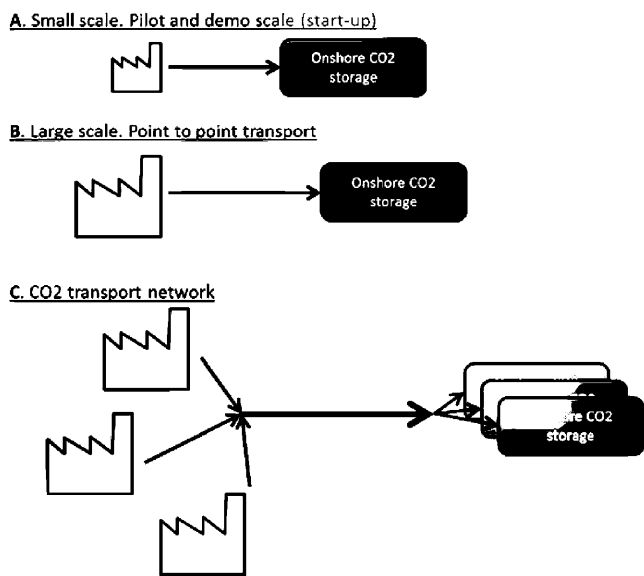 A. Small scale. Pilot and demo scale (start-up)
Onshore CO2
storage
B. Large scale. Point to point transport
Onshore CO2
storage
C. CO2 transport network
CO2
storage